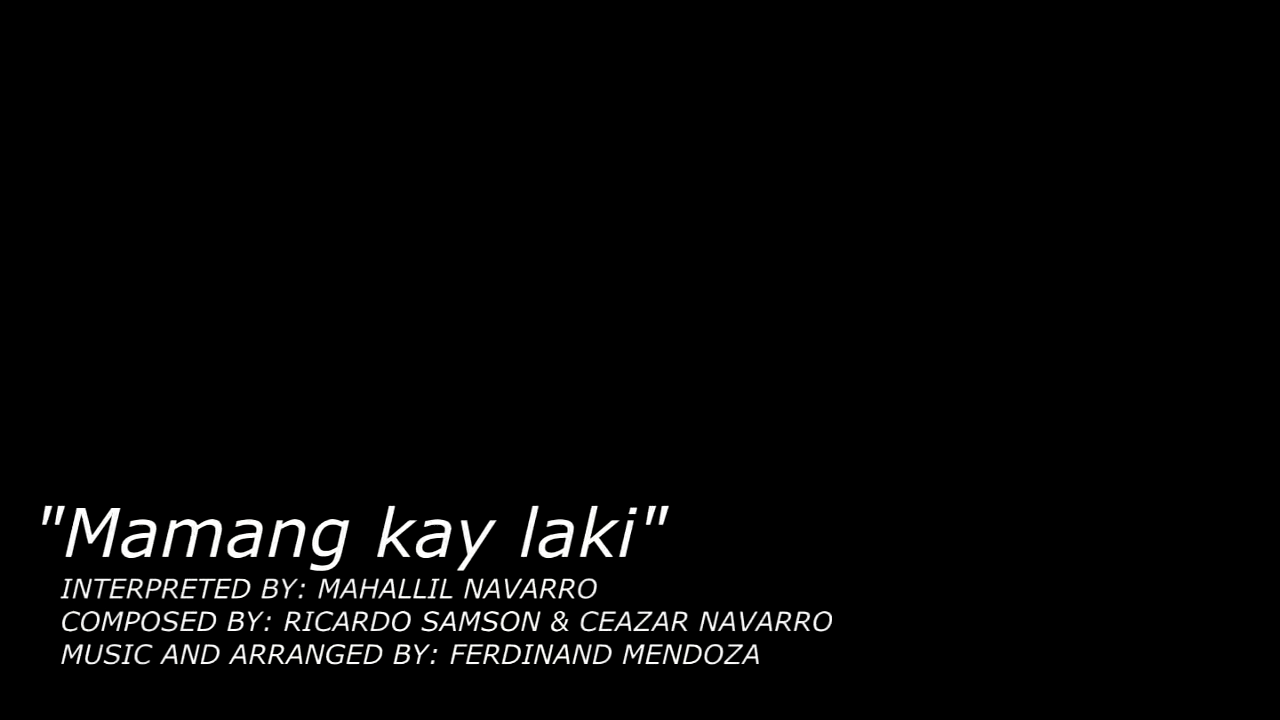 "Mamang kay laki"
INTERPRETED BY: MAHALLIL NAVARRO
COMPOSED BY: RICARDO SAMSON & CEAZAR NAVARRO
MUSIC AND ARRANGED BY: FERDINAND MENDOZA